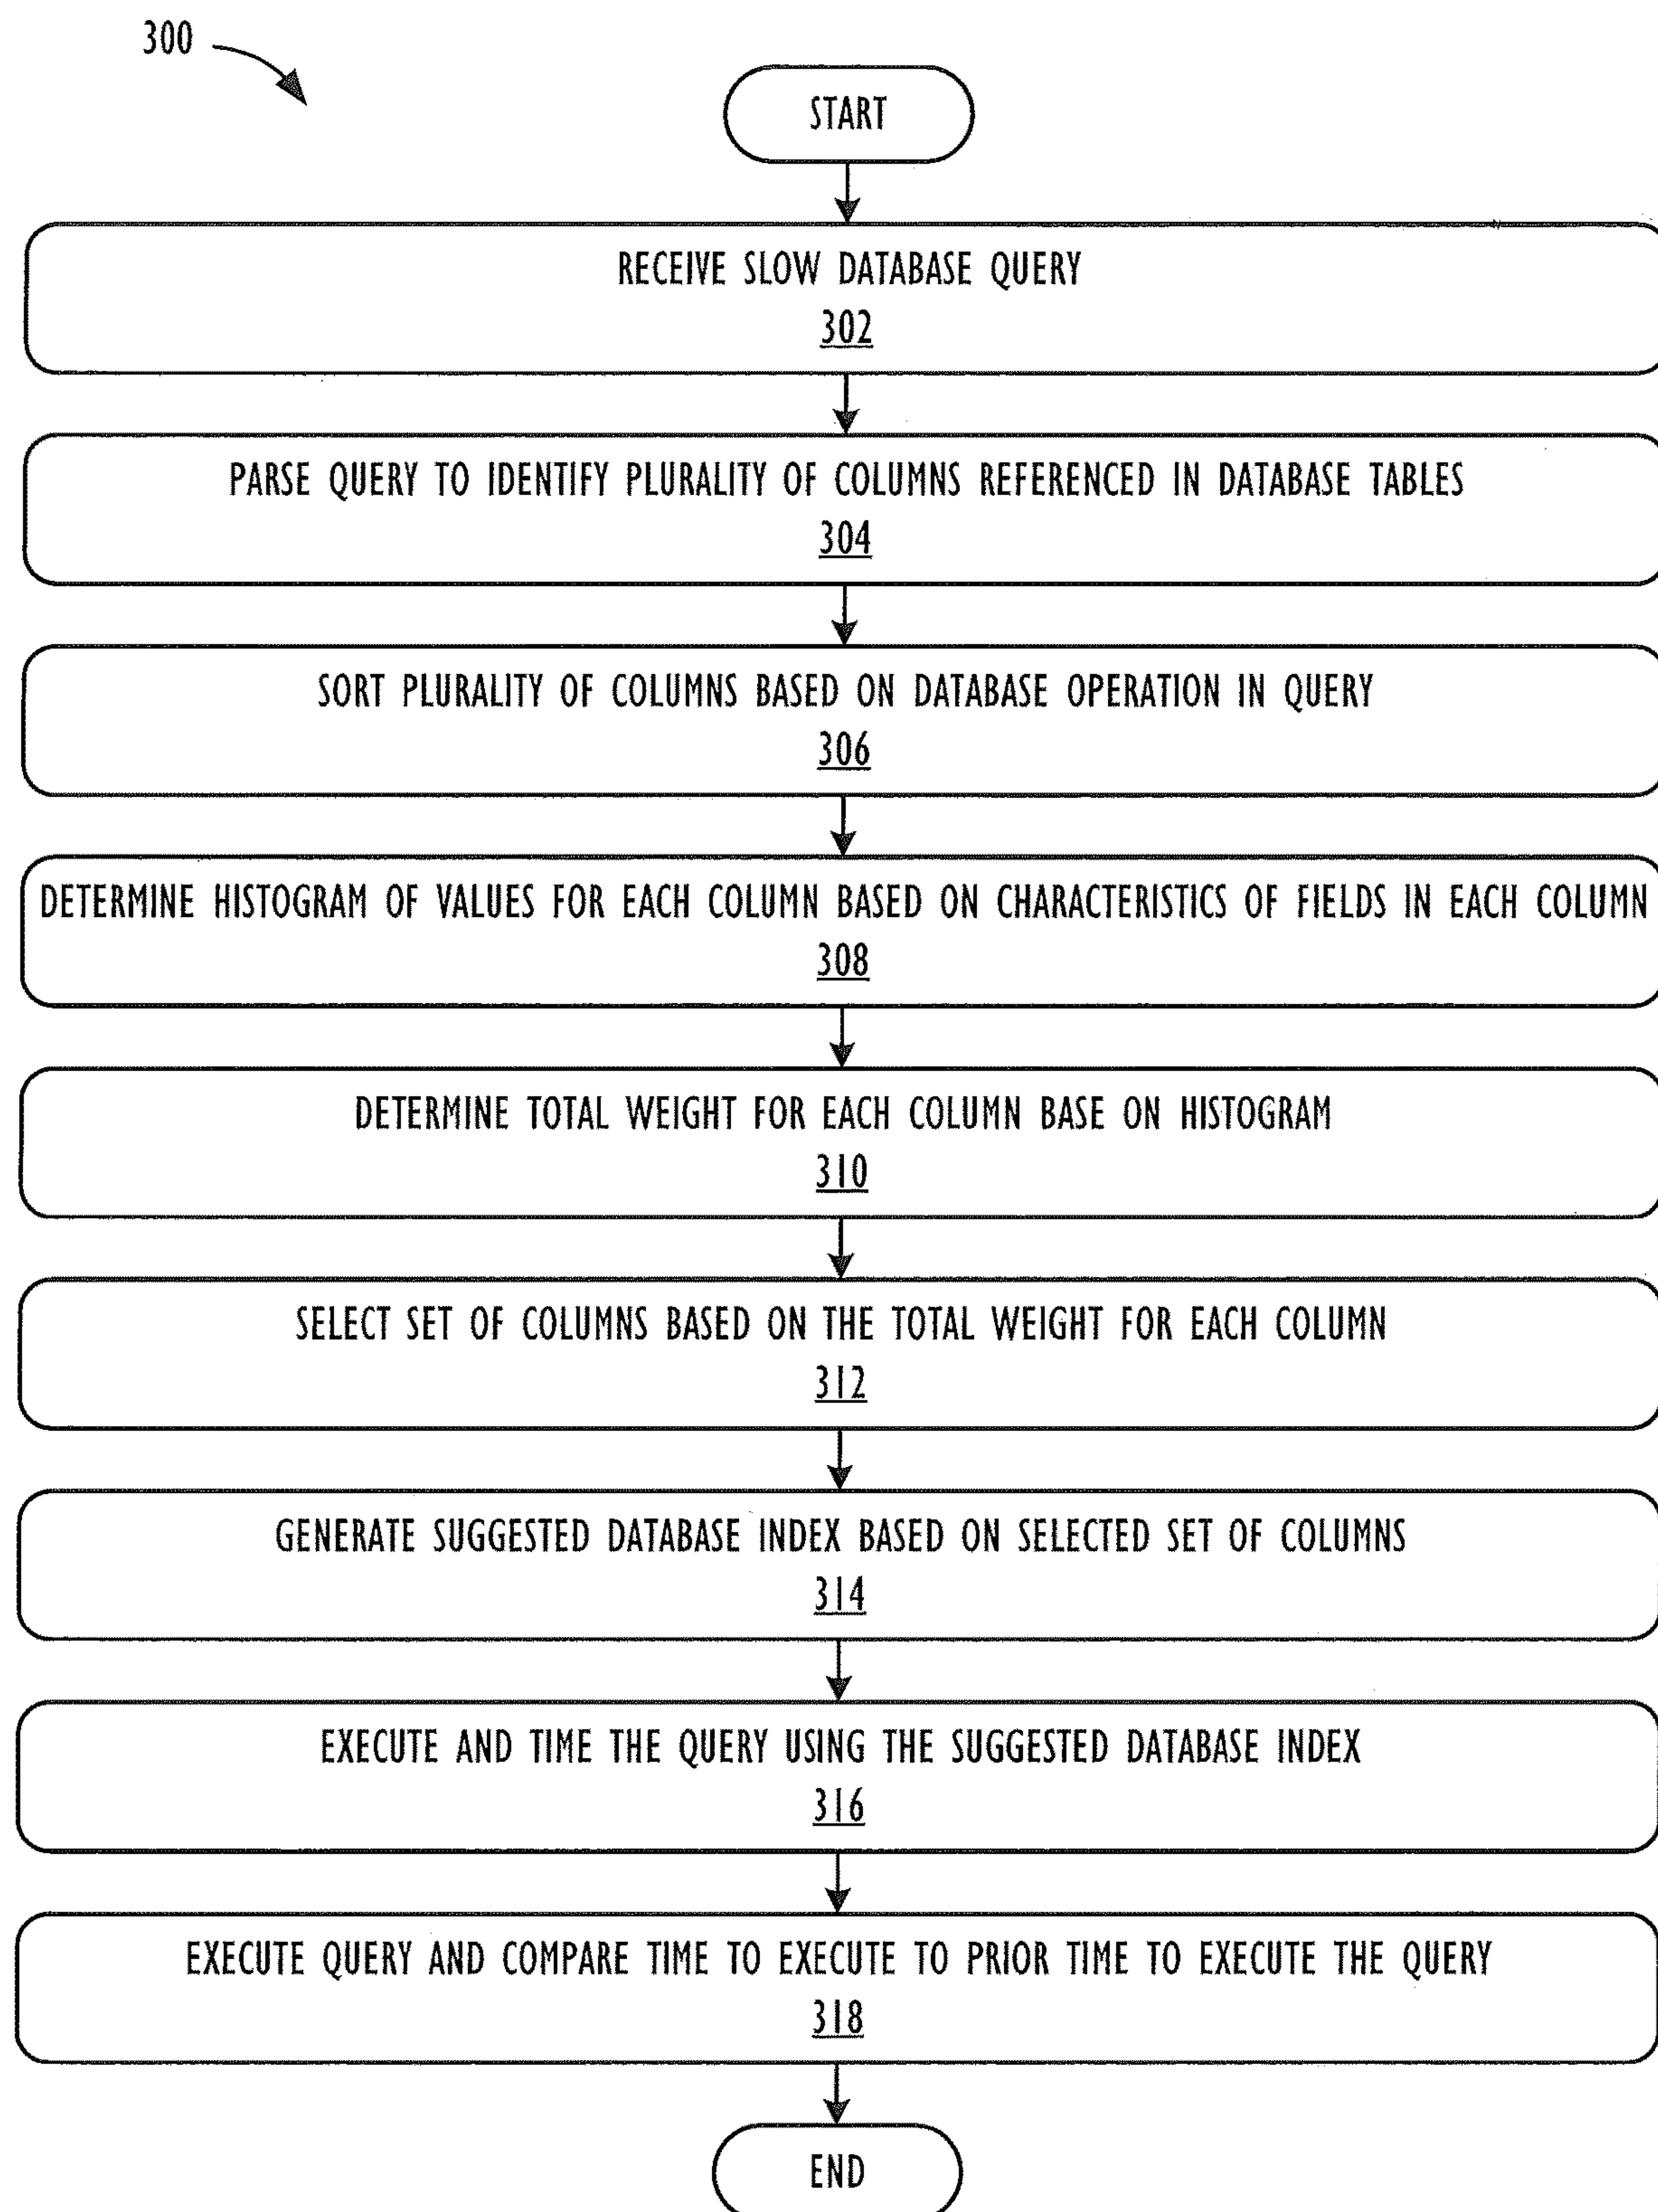 300
START
RECEIVE SLOW DATABASE QUERY
302
PARSE QUERY TO IDENTIFY PLURALITY OF COLUMNS REFERENCED IN DATABASE TABLES
304
SORT PLURALITY OF COLUMNS BASED ON DATABASE OPERATION IN QUERY
306
DETERMINE HISTOGRAM OF VALUES FOR EACH COLUMN BASED ON CHARACTERISTICS OF FIELDS IN EACH COLUMN
308
DETERMINE TOTAL WEIGHT FOR EACH COLUMN BASE ON HISTOGRAM
310
SELECT SET OF COLUMNS BASED ON THE TOTAL WEIGHT FOR EACH COLUMN
312
GENERATE SUGGESTED DATABASE INDEX BASED ON SELECTED SET OF COLUMNS
314
EXECUTE AND TIME THE QUERY USING THE SUGGESTED DATABASE INDEX
316
EXECUTE QUERY AND COMPARE TIME TO EXECUTE TO PRIOR TIME TO EXECUTE THE QUERY
318
END